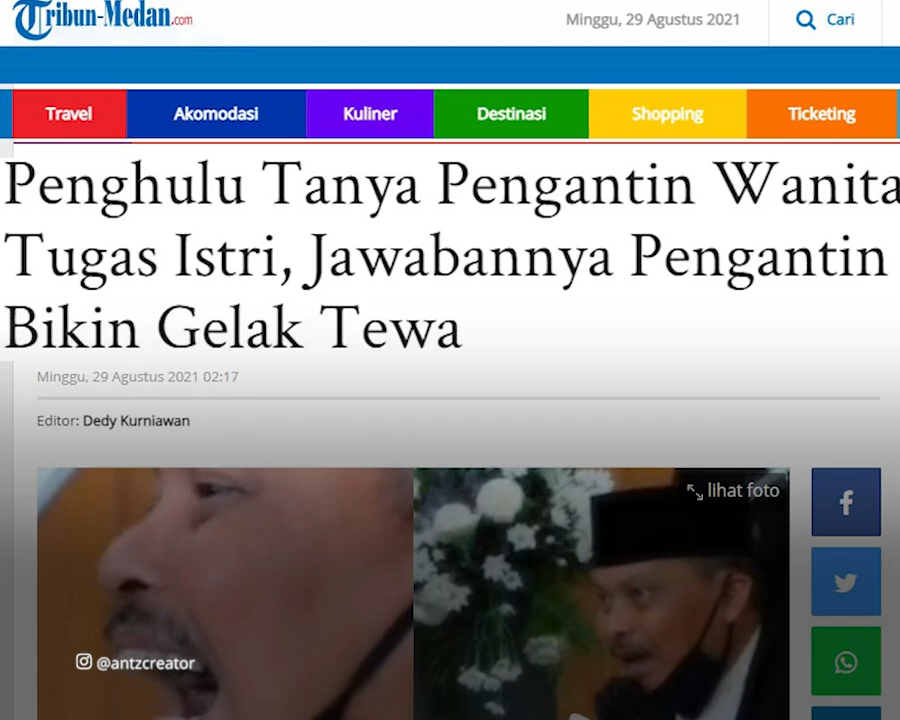 Tribun-Medan.com
Minggu, 29 Agustus 2021
Cari
Travel
Akomodasi
Kuliner
Destinasi
Shopping
Ticketing
Penghulu Tanya Pengantin Wanita
Tugas Istri, Jawabannya Pengantin
Bikin Gelak Tewa
Minggu, 29 Agustus 2021 02:17
Editor: Dedy Kurniawan
lihat foto
@antzcreator